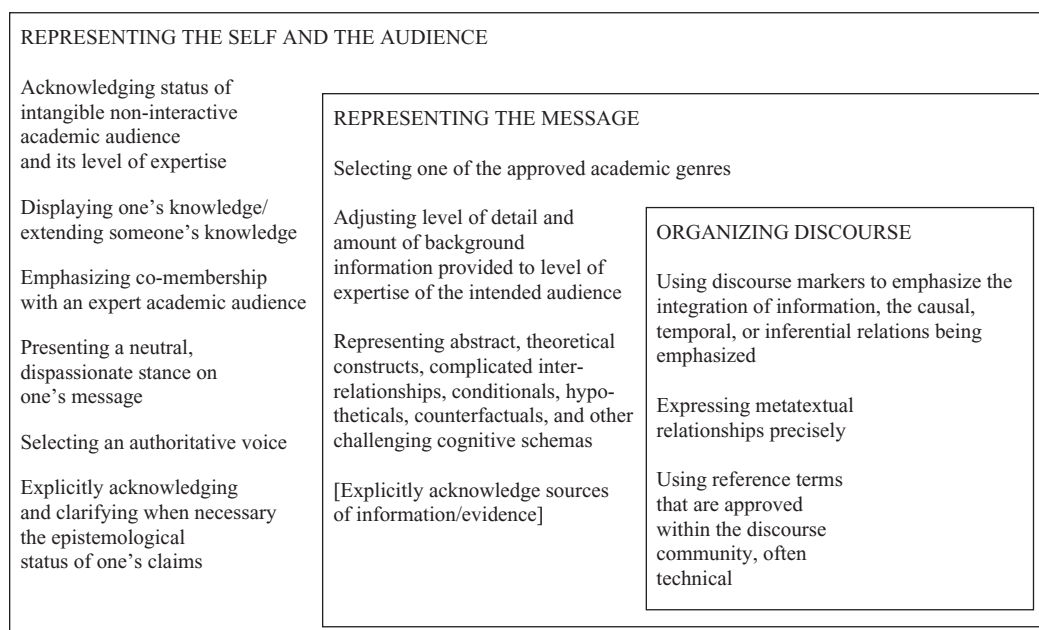 REPRESENTING THE SELF AND THE AUDIENCE
Acknowledging status of
intangible non-interactive
academic audience
and its level of expertise
Displaying one's knowledge/
extending someone's knowledge
Emphasizing co-membership
with an expert academic audience
Presenting a neutral,
dispassionate stance on
one's message
Selecting an authoritative voice
Explicitly acknowledging
and clarifying when necessary
the epistemological
status of one's claims
REPRESENTING THE MESSAGE
Selecting one of the approved academic genres
Adjusting level of detail and
amount of background
information provided to level of
expertise of the intended audience
Representing abstract, theoretical
constructs, complicated inter-
relationships, conditionals, hypo-
theticals, counterfactuals, and other
challenging cognitive schemas
[Explicitly acknowledge sources
of information/evidence]
ORGANIZING DISCOURSE
Using discourse markers to emphasize the
integration of information, the causal,
temporal, or inferential relations being
emphasized
Expressing metatextual
relationships precisely
Using reference terms
that are approved
within the discourse
community, often
technical